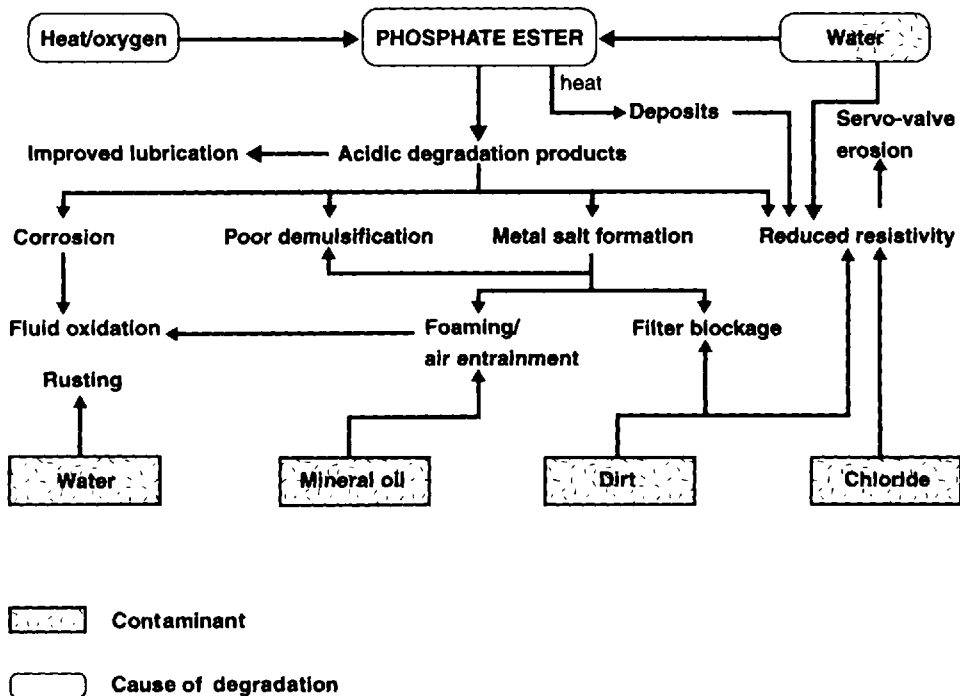 Heat/oxygen
PHOSPHATE ESTER
Water
heat
Deposits
Servo-valve
erosion
Improved lubrication
Acidic degradation products
Corrosion
Poor demulsification
Metal salt formation
Reduced resistivity
Fluid oxidation
Foaming/
air entrainment
Filter blockage
Rusting
Water
Mineral oil
Dirt
Chloride
Contaminant
Cause of degradation